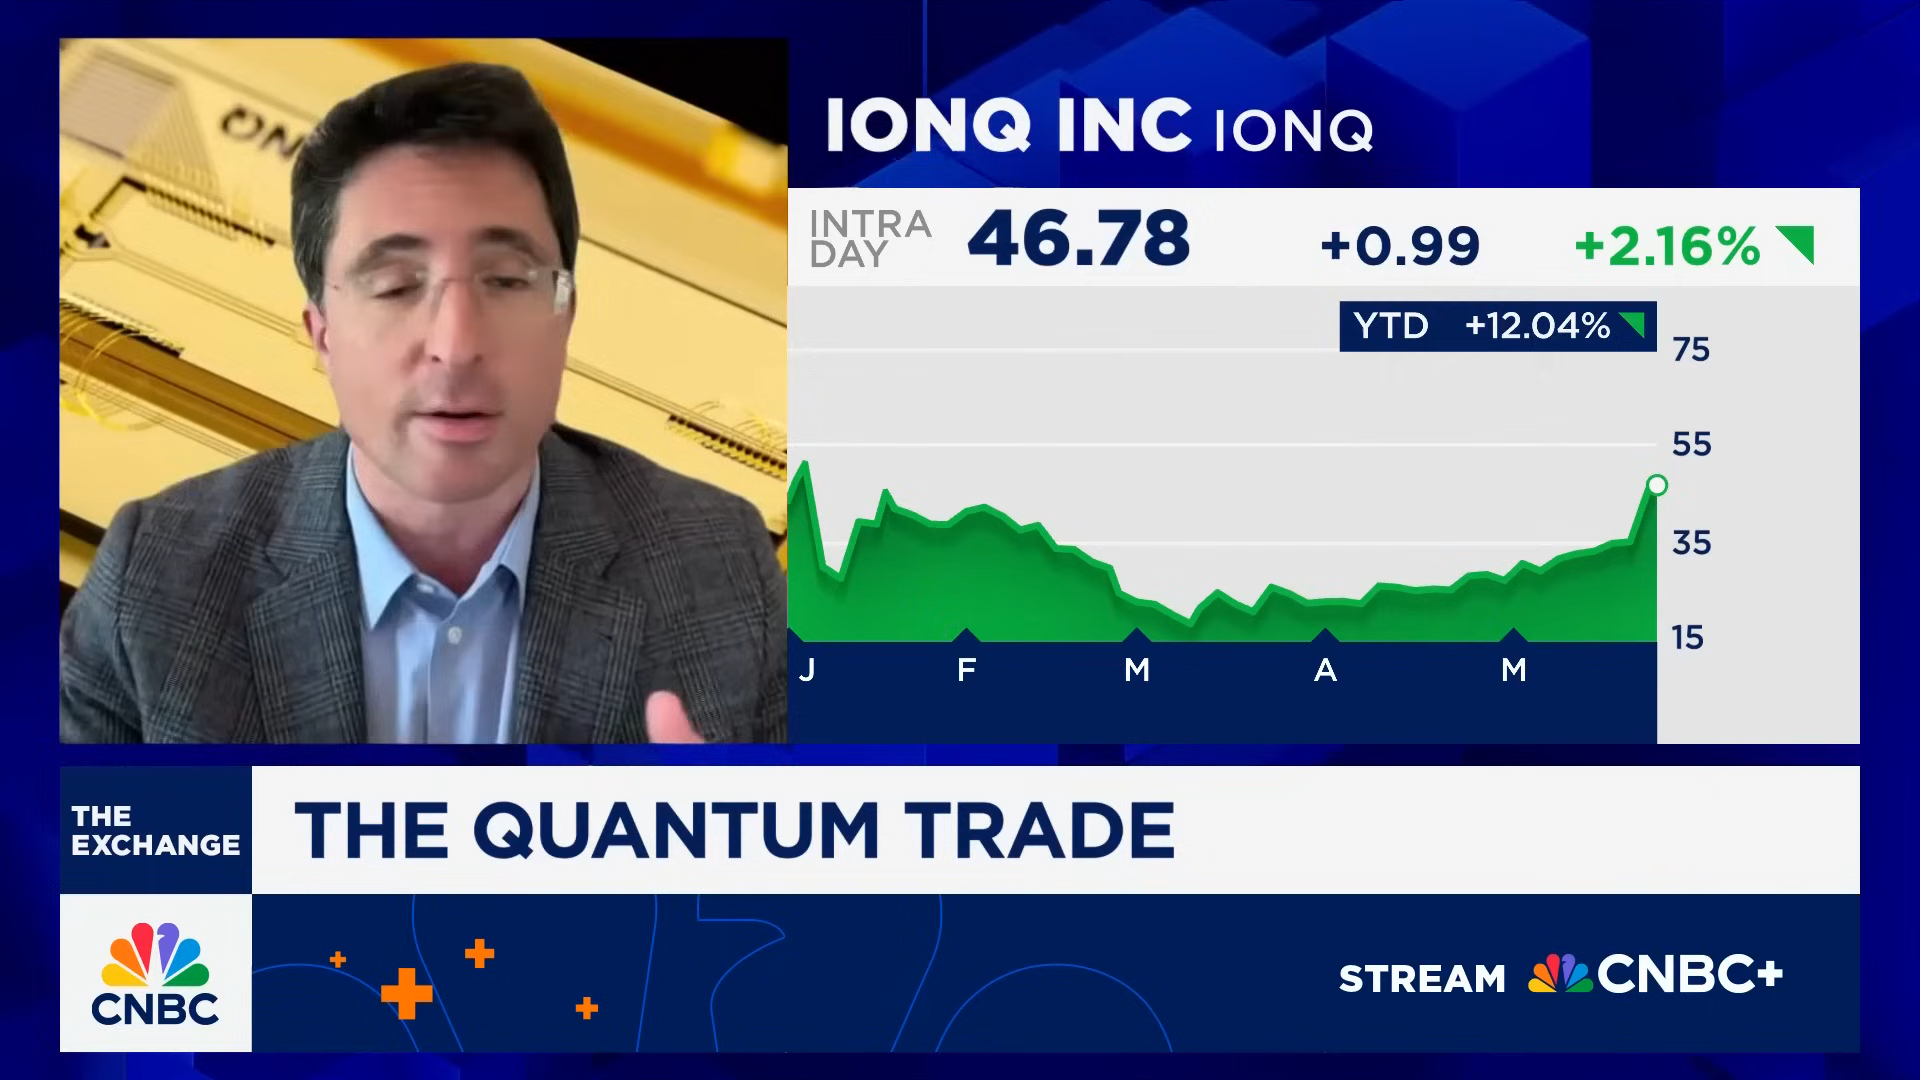 ON
IONQ INC IONQ
INTRA DAY 46.78 +0.99 +2.16%
YTD +12.04%
75
55
35
15
J F M A M
THE EXCHANGE
THE QUANTUM TRADE
CNBC
STREAM CNBC+